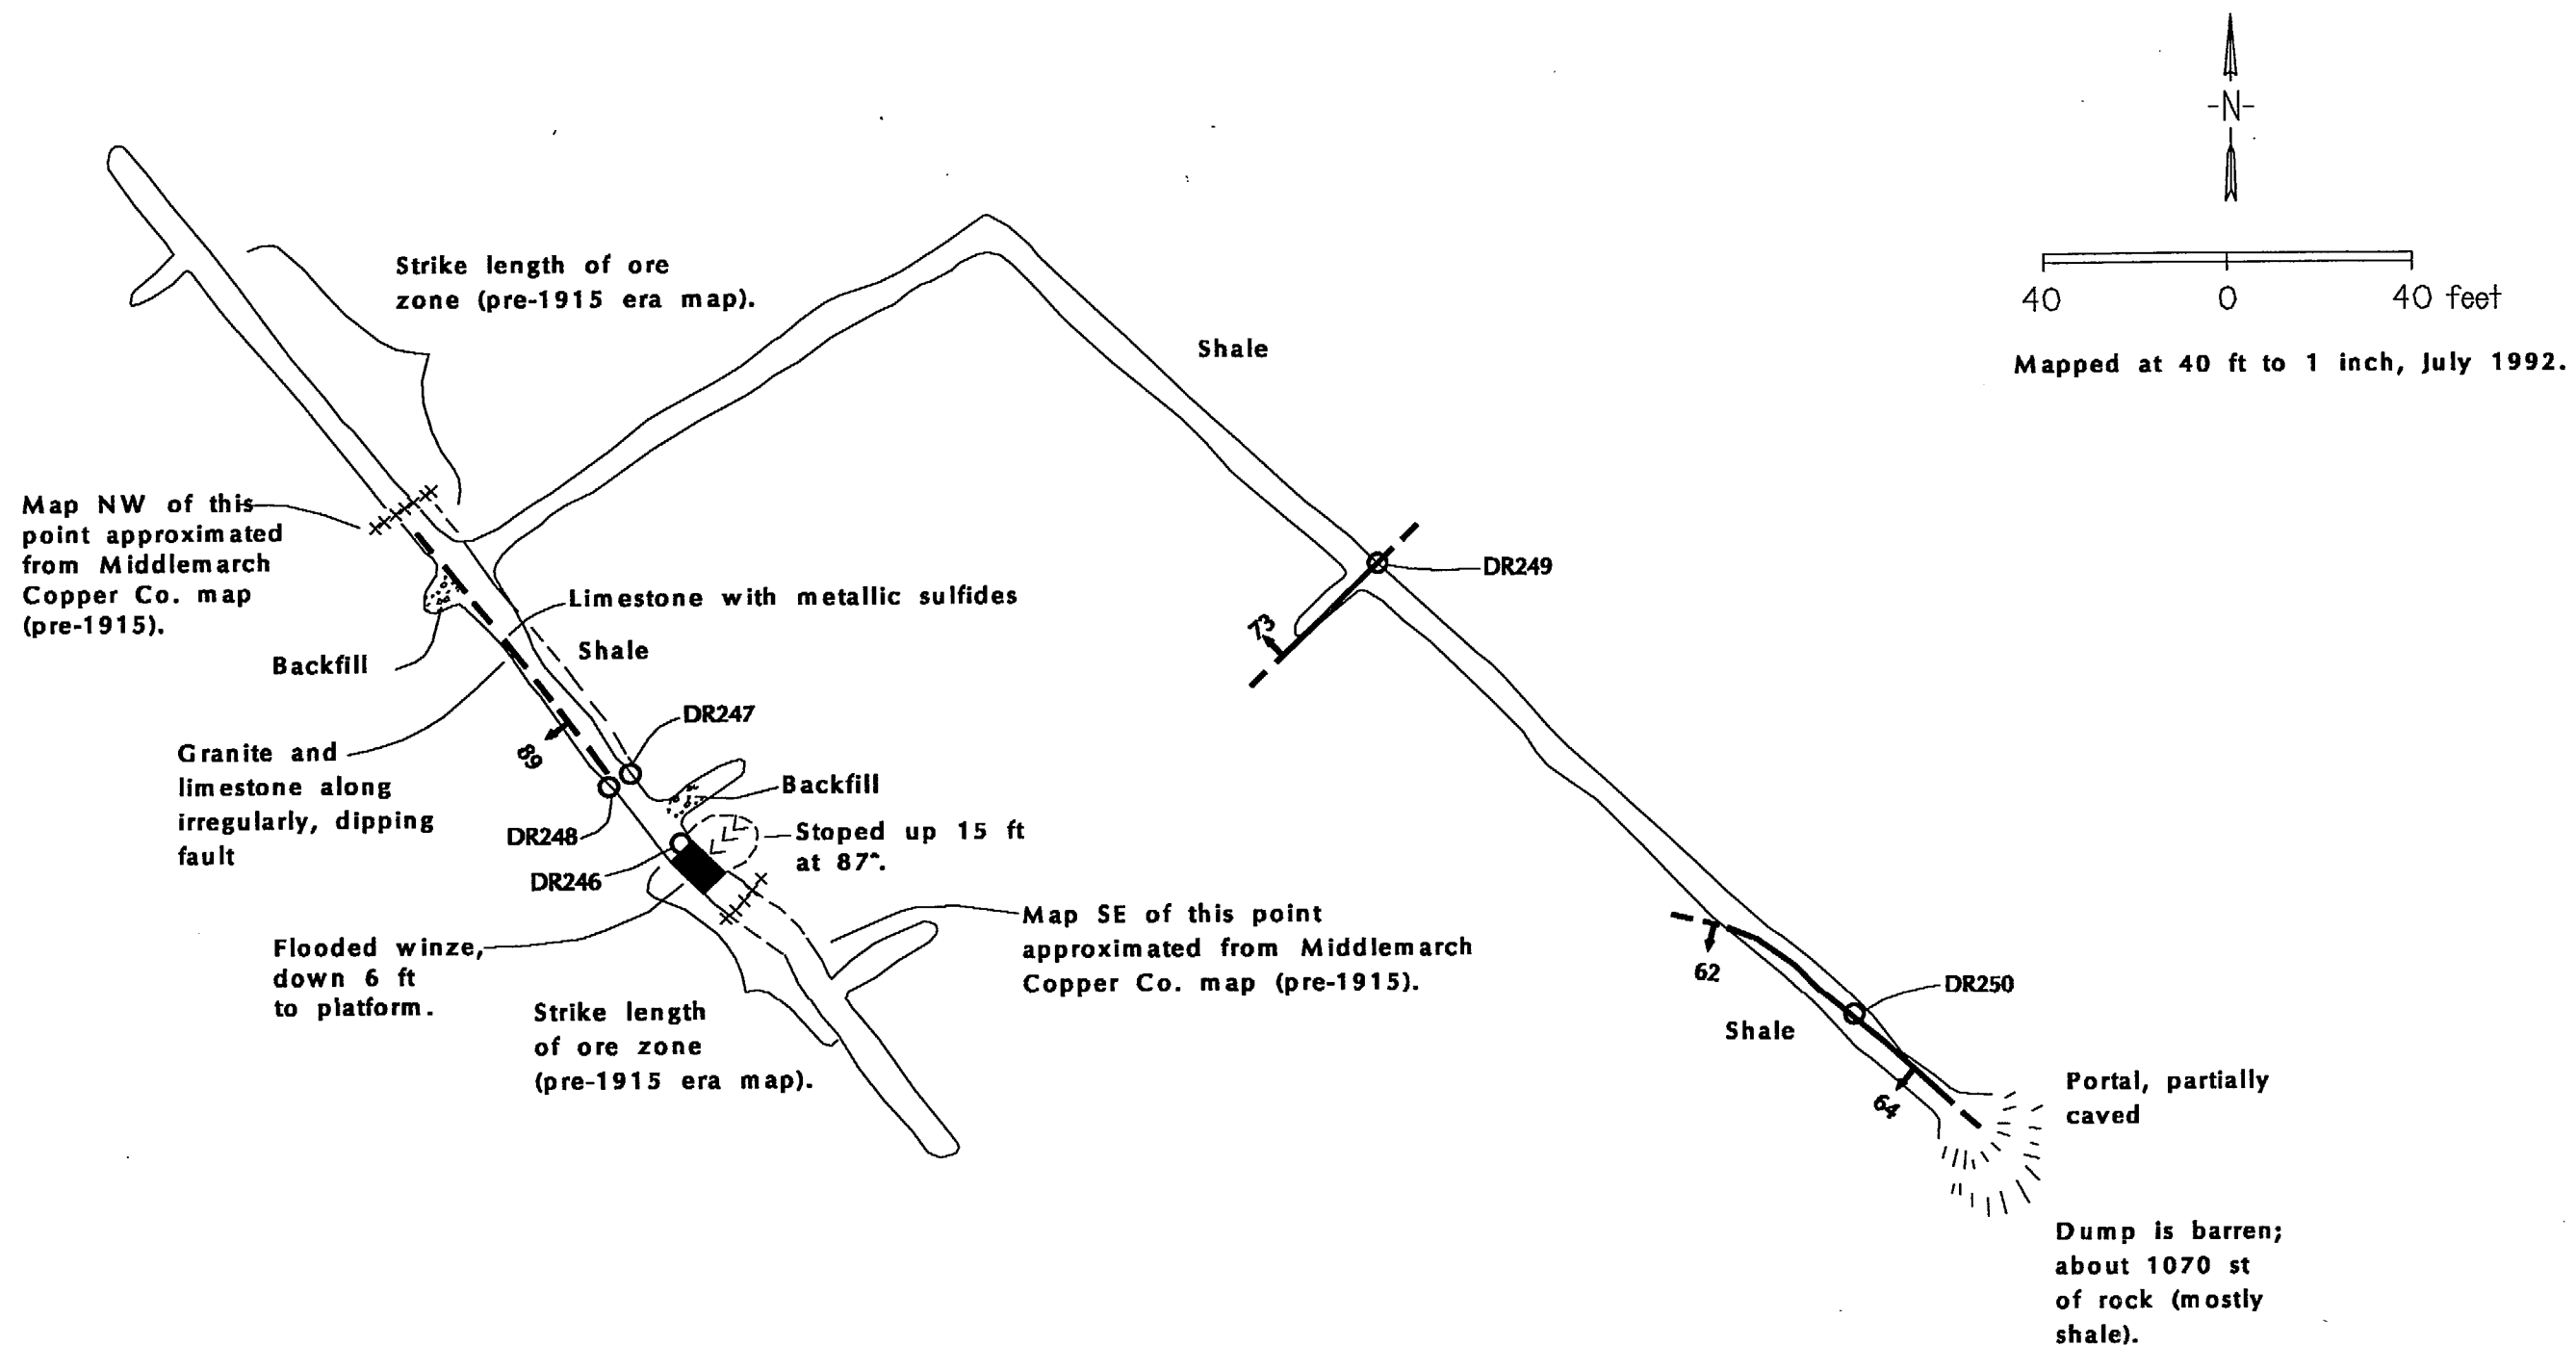 -N-
40 0 40 feet
Mapped at 40 ft to 1 inch, July 1992.
Strike length of ore
zone (pre-1915 era map).
Shale
Map NW of this
point approximated
from Middlemarch
Copper Co. map
(pre-1915).
DR249
Limestone with metallic sulfides
73
Shale
Backfill
DR247
Granite and
limestone along
irregularly, dipping
fault
89
Backfill
DR248
Stoped up 15 ft
at 87°.
DR246
Map SE of this point
approximated from Middlemarch
Copper Co. map (pre-1915).
Flooded winze,
down 6 ft
to platform.
62
DR250
Strike length
of ore zone
(pre-1915 era map).
Shale
64
Portal, partially
caved
Dump is barren;
about 1070 st
of rock (mostly
shale).